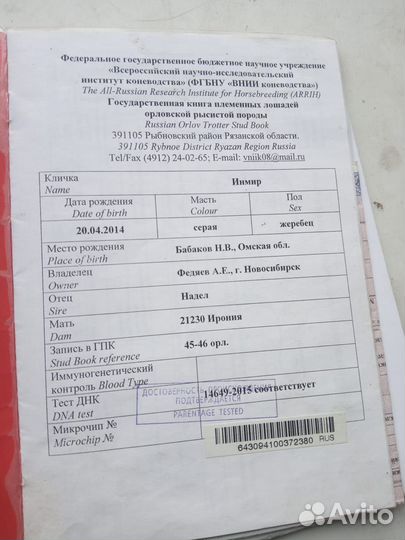 Федеральное государственное бюджетное научное учреждение
«Всероссийский научно-исследовательский
институт коневодства» (ФГБНУ «ВНИИ коневодства»)
The All-Russian Research Institute for Horsebreeding (ARRIH)
Государственная книга племенных лошадей
орловской рысистой породы
Russian Orlov Trotter Stud Book
391105 Рыбновский район Рязанской области.
391105 Rybnoe District Ryazan Region Russia
Tel/Fax (4912) 24-02-65; E-mail: vniik08@mail.ru
Кличка Инмир
Name
Дата рождения Масть Пол
Date of birth Colour Sex
20.04.2014 серая жеребец
Место рождения Бабаков Н.В., Омская обл.
Place of birth
Владелец Федяев А.Е., г. Новосибирск
Owner
Отец Надел
Sire
Мать 21230 Ирония
Dam
Запись в ГПК 45-46 орл.
Stud Book reference
Иммуногенетический
контроль Blood Type
ДОСТОВЕРНОСТЬ ПРОИСХОЖДЕНИЯ
ПОДТВЕРЖДАЕТСЯ
PARENTAGE TESTED
Тест ДНК 14649-2015 соответствует
DNA test
Микрочип №
Microchip №
643094100372380 RUS
Avito